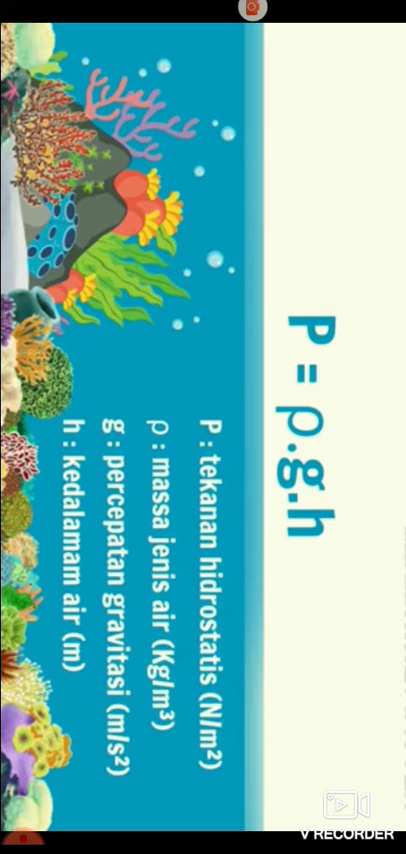 P = ρ.g.h
P : tekanan hidrostatis (N/m²)
ρ : massa jenis air (Kg/m³)
g : percepatan gravitasi (m/s²)
h : kedalamam air (m)
V RECORDER